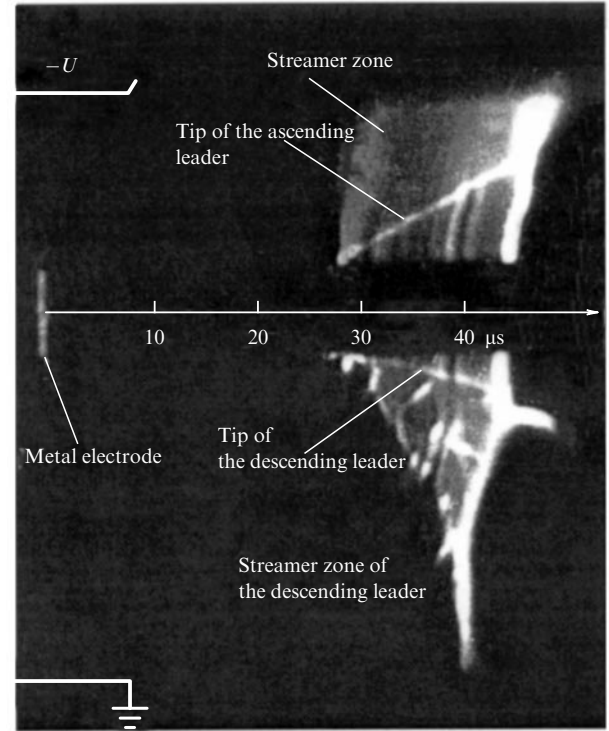 −U
Streamer zone
Tip of the ascending
leader
10 20 30 40 μs
Metal electrode
Tip of
the descending leader
Streamer zone of
the descending leader